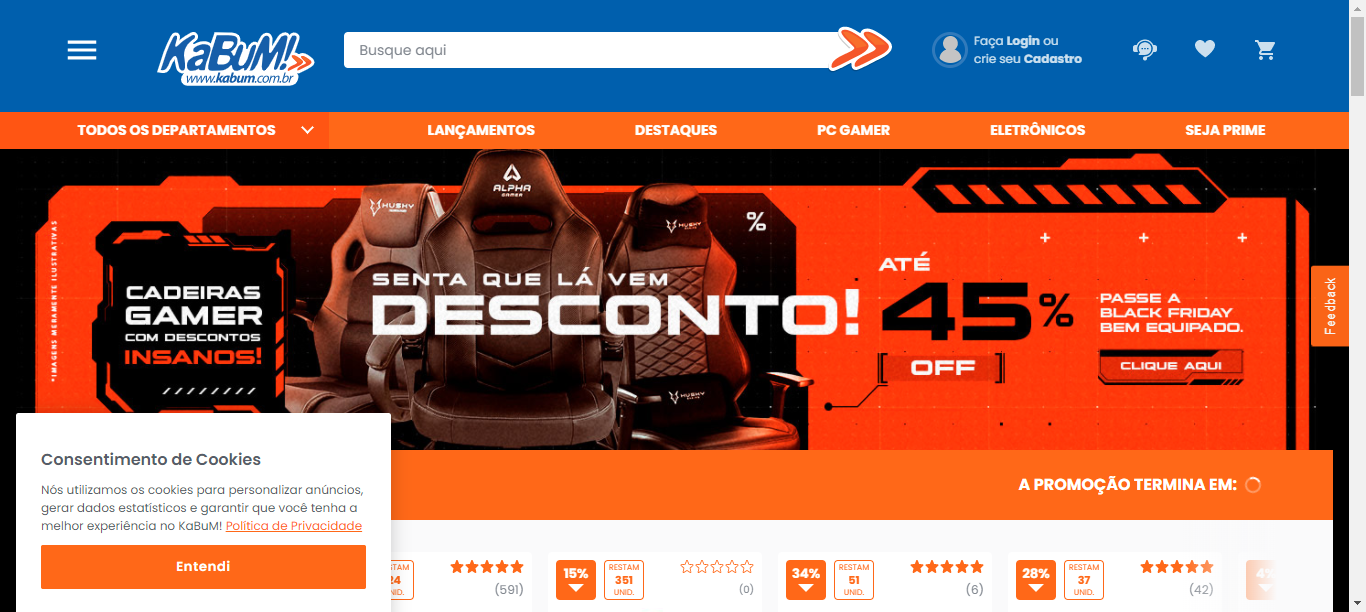 KaBuM!
www.kabum.com.br
Busque aqui
Faça Login ou
crie seu Cadastro
TODOS OS DEPARTAMENTOS
LANÇAMENTOS
DESTAQUES
PC GAMER
ELETRÔNICOS
SEJA PRIME
*IMAGENS MERAMENTE ILUSTRATIVAS
CADEIRAS
GAMER
COM DESCONTOS
INSANOS!
HUSKY
ALPHA
GAMER
HUSKY
%
SENTA QUE LÁ VEM
DESCONTO!
HUSKY
ATÉ
45%
OFF
PASSE A
BLACK FRIDAY
BEM EQUIPADO.
CLIQUE AQUI
Feedback
A PROMOÇÃO TERMINA EM:
Consentimento de Cookies
Nós utilizamos os cookies para personalizar anúncios,
gerar dados estatísticos e garantir que você tenha a
melhor experiência no KaBuM! Política de Privacidade
Entendi
(591)
15%
RESTAM
351
UNID.
(0)
34%
RESTAM
51
UNID.
(6)
28%
RESTAM
37
UNID.
(42)